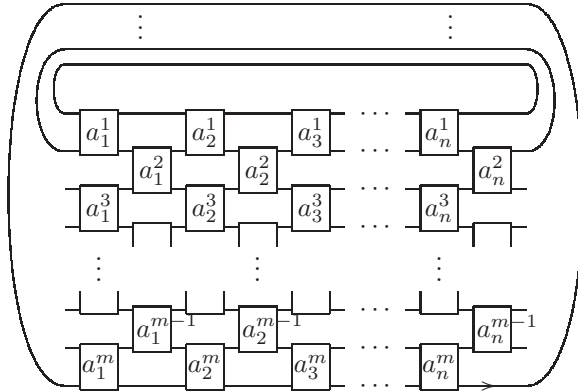 ⋮ ⋮
a_1^1 a_2^1 a_3^1 ··· a_n^1
a_1^2 a_2^2 a_n^2
a_1^3 a_2^3 a_3^3 ··· a_n^3
⋮ ⋮ ⋮
a_1^{m-1} a_2^{m-1} ··· a_n^{m-1}
a_1^m a_2^m a_3^m ··· a_n^m